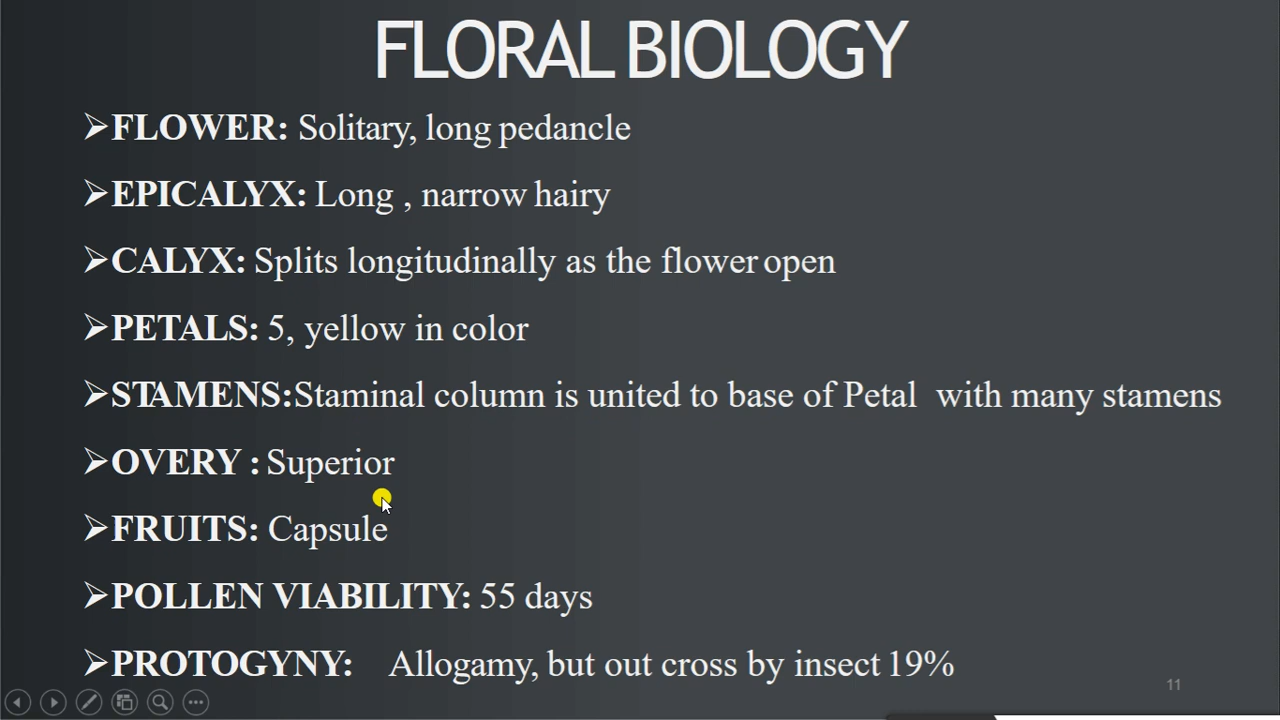 FLORAL BIOLOGY
➢FLOWER: Solitary, long pedancle
➢EPICALYX: Long , narrow hairy
➢CALYX: Splits longitudinally as the flower open
➢PETALS: 5, yellow in color
➢STAMENS:Staminal column is united to base of Petal with many stamens
➢OVERY : Superior
➢FRUITS: Capsule
➢POLLEN VIABILITY: 55 days
➢PROTOGYNY: Allogamy, but out cross by insect 19%
11